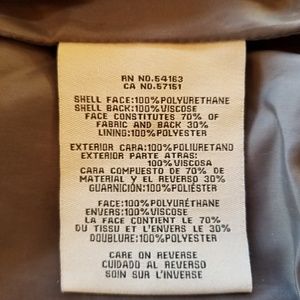 RN NO.54163
CA NO.57151
SHELL FACE:100%POLYURETHANE
SHELL BACK:100%VISCOSE
FACE CONSTITUTES 70% OF
FABRIC AND BACK 30%
LINING:100%POLYESTER
EXTERIOR CARA:100%POLIURETANO
EXTERIOR PARTE ATRAS:
100%VISCOSA
CARA COMPUESTO DE 70% DE
MATERIAL Y EL REVERSO 30%
GUARNICIÓN:100%POLIÉSTER
FACE:100%POLYURÉTHANE
ENVERS:100%VISCOSE
LA FACE CONTIENT LE 70%
DU TISSU ET L'ENVERS LE 30%
DOUBLURE:100%POLYESTER
CARE ON REVERSE
CUIDADO AL REVERSO
SOIN SUR L'INVERSE